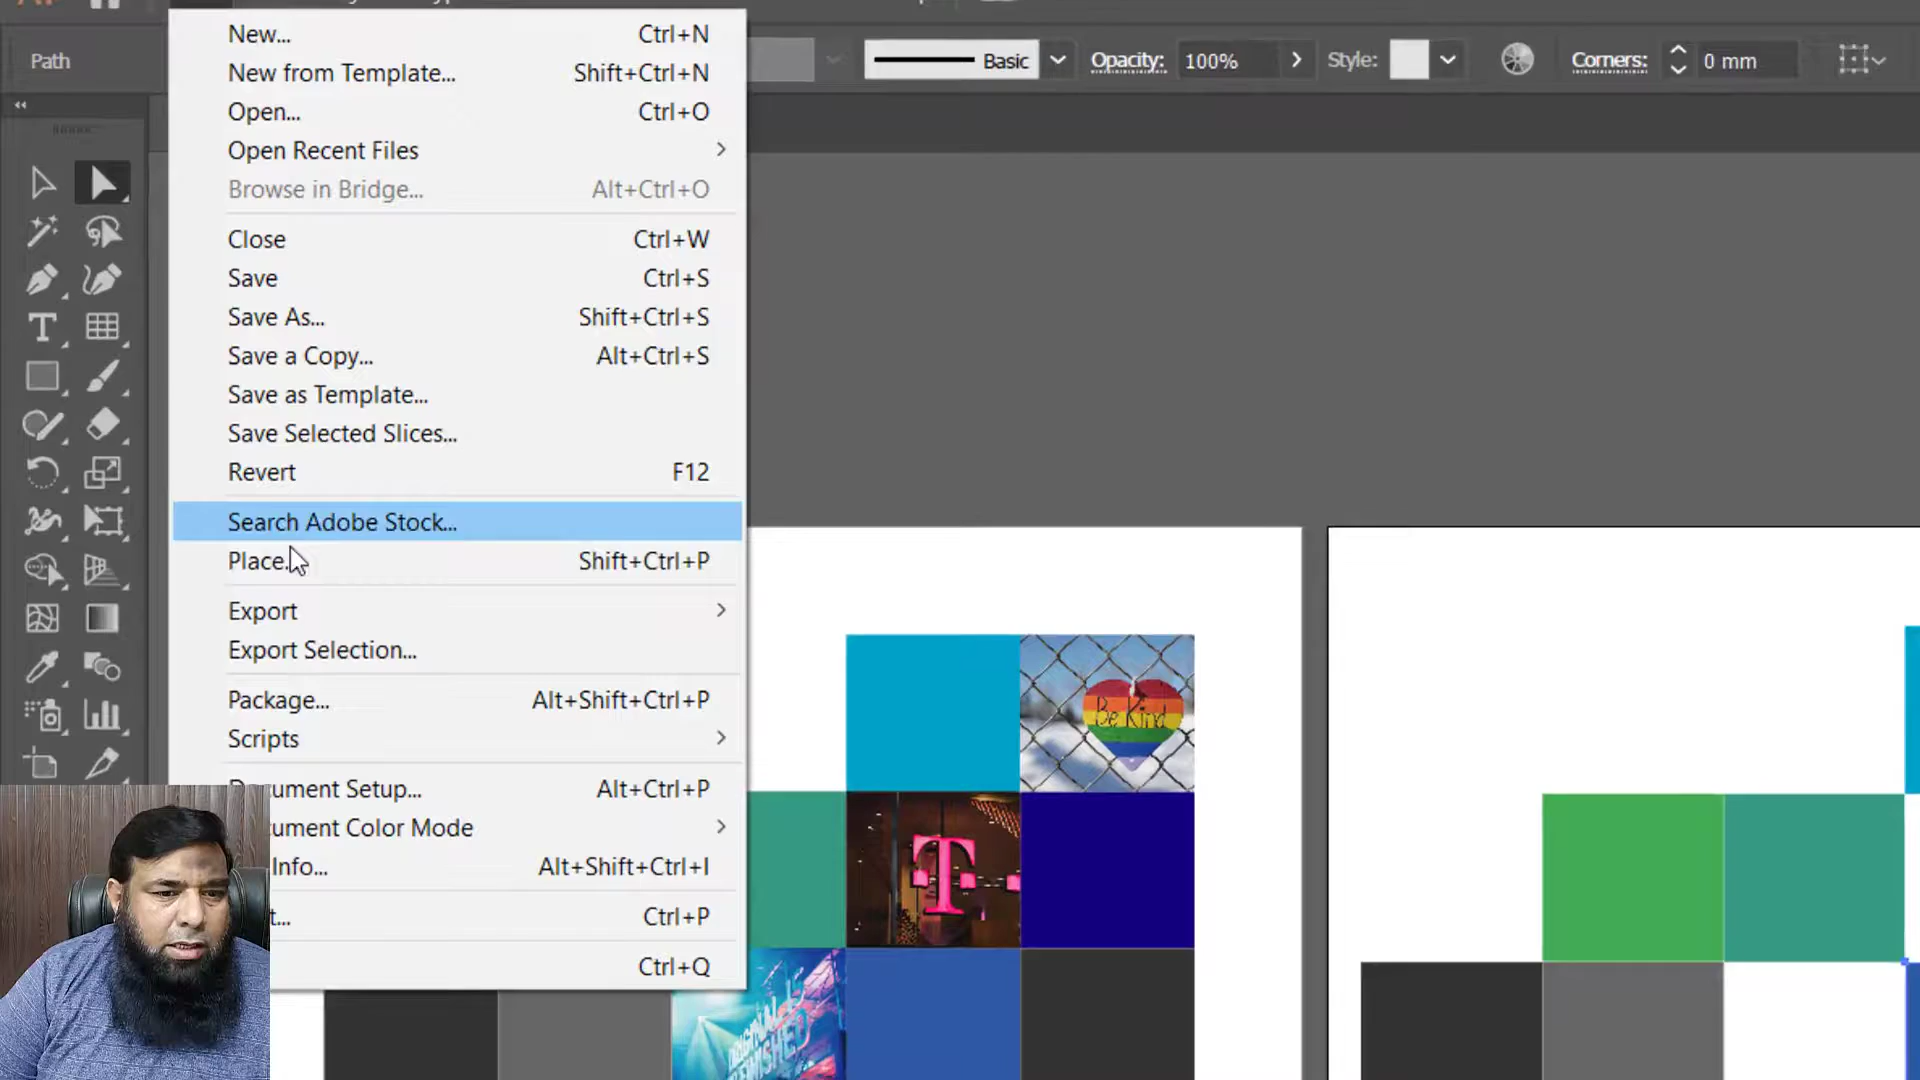 Path
Basic
Opacity:
100%
Style:
Corners:
0 mm
New... Ctrl+N
New from Template... Shift+Ctrl+N
Open... Ctrl+O
Open Recent Files
Browse in Bridge... Alt+Ctrl+O
Close Ctrl+W
Save Ctrl+S
Save As... Shift+Ctrl+S
Save a Copy... Alt+Ctrl+S
Save as Template...
Save Selected Slices...
Revert F12
Search Adobe Stock...
Place... Shift+Ctrl+P
Export
Export Selection...
Package... Alt+Shift+Ctrl+P
Scripts
Document Setup... Alt+Ctrl+P
cument Color Mode
Info... Alt+Shift+Ctrl+I
t... Ctrl+P
Ctrl+Q
Be Kind
T